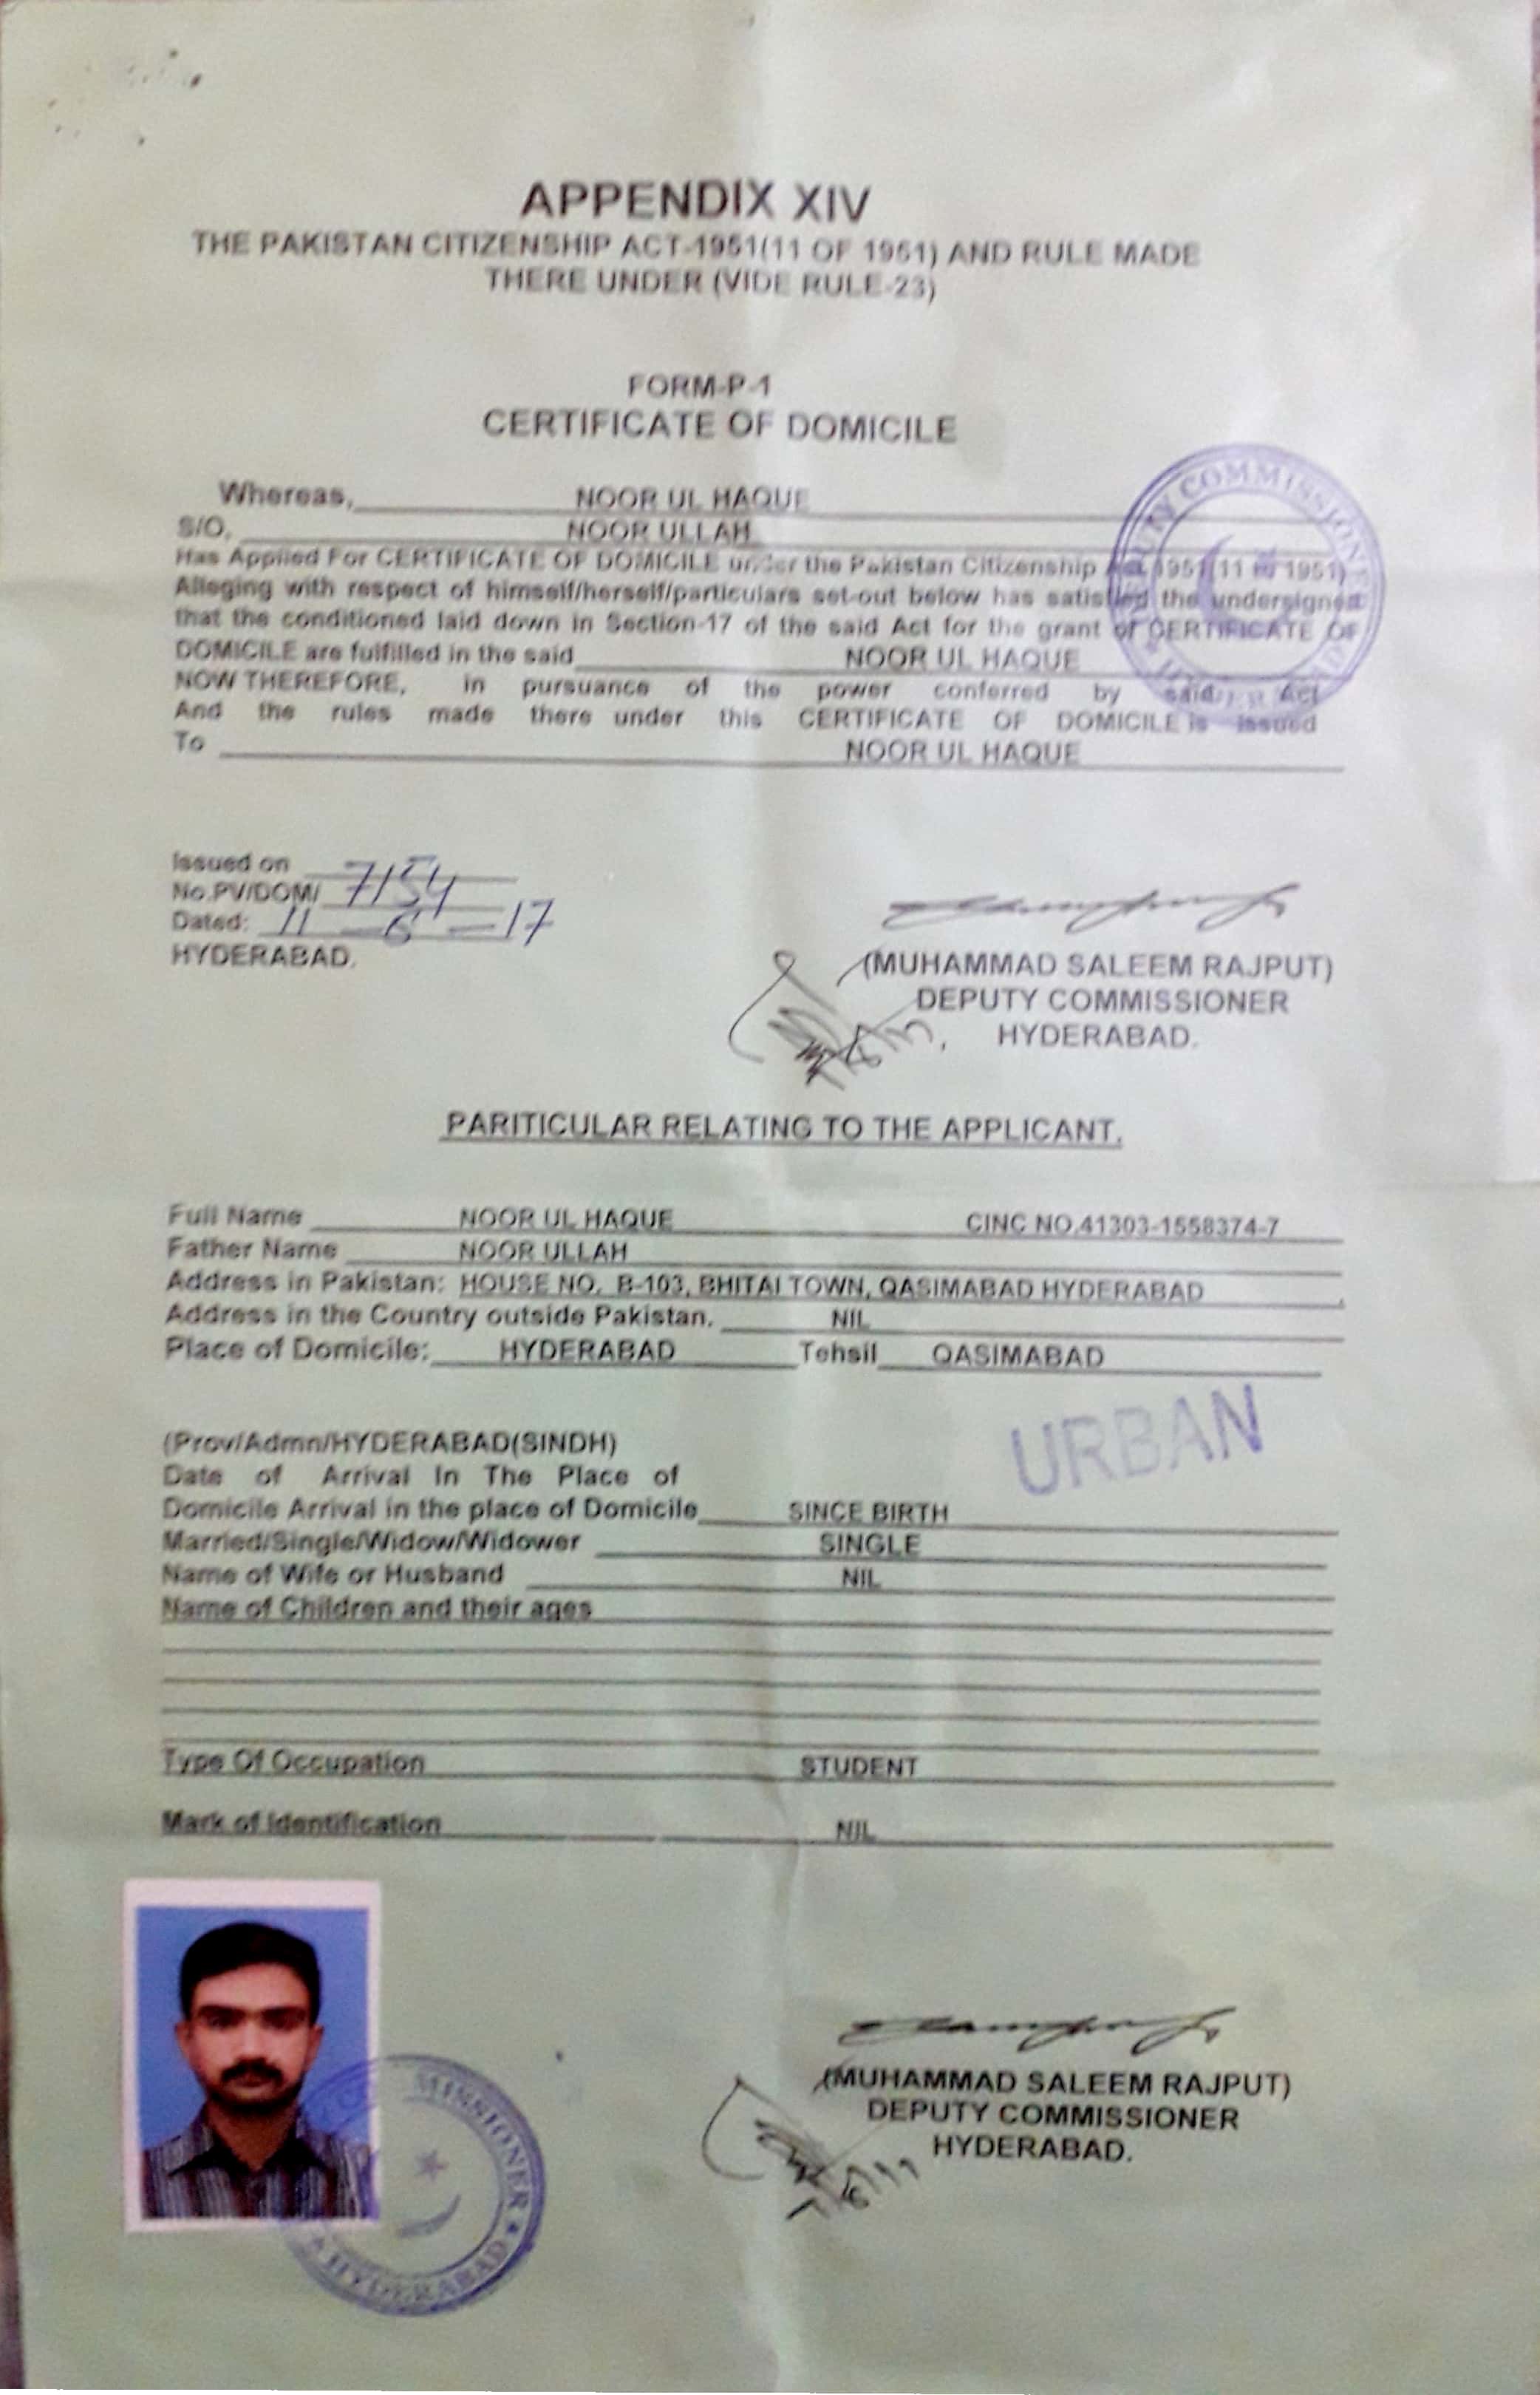 APPENDIX XIV
THE PAKISTAN CITIZENSHIP ACT-1951(11 OF 1951) AND RULE MADE
THERE UNDER (VIDE RULE-23)
FORM-P-1
CERTIFICATE OF DOMICILE
Whereas, NOOR UL HAQUE
S/O, NOOR ULLAH
Has Applied For CERTIFICATE OF DOMICILE under the Pakistan Citizenship Act 1951(11 of 1951)
Alleging with respect of himself/herself/particulars set-out below has satisfied the undersigned
that the conditioned laid down in Section-17 of the said Act for the grant of CERTIFICATE OF
DOMICILE are fulfilled in the said NOOR UL HAQUE
NOW THEREFORE, in pursuance of the power conferred by said Act
And the rules made there under this CERTIFICATE OF DOMICILE is issued
To NOOR UL HAQUE
COMMISSIONER
Issued on
No.PV/DOM/ 7154
Dated: 11-6-17
HYDERABAD.
(MUHAMMAD SALEEM RAJPUT)
DEPUTY COMMISSIONER
HYDERABAD.
PARITICULAR RELATING TO THE APPLICANT.
Full Name NOOR UL HAQUE CINC NO.41303-1558374-7
Father Name NOOR ULLAH
Address in Pakistan: HOUSE NO. B-103, BHITAI TOWN, QASIMABAD HYDERABAD
Address in the Country outside Pakistan. NIL
Place of Domicile: HYDERABAD Tehsil QASIMABAD
URBAN
(Prov/Admn/HYDERABAD(SINDH)
Date of Arrival In The Place of
Domicile Arrival in the place of Domicile SINCE BIRTH
Married/Single/Widow/Widower SINGLE
Name of Wife or Husband NIL
Name of Children and their ages
Type Of Occupation STUDENT
Mark of Identification NIL
(MUHAMMAD SALEEM RAJPUT)
DEPUTY COMMISSIONER
HYDERABAD.
MISSIONER
HYDERABAD